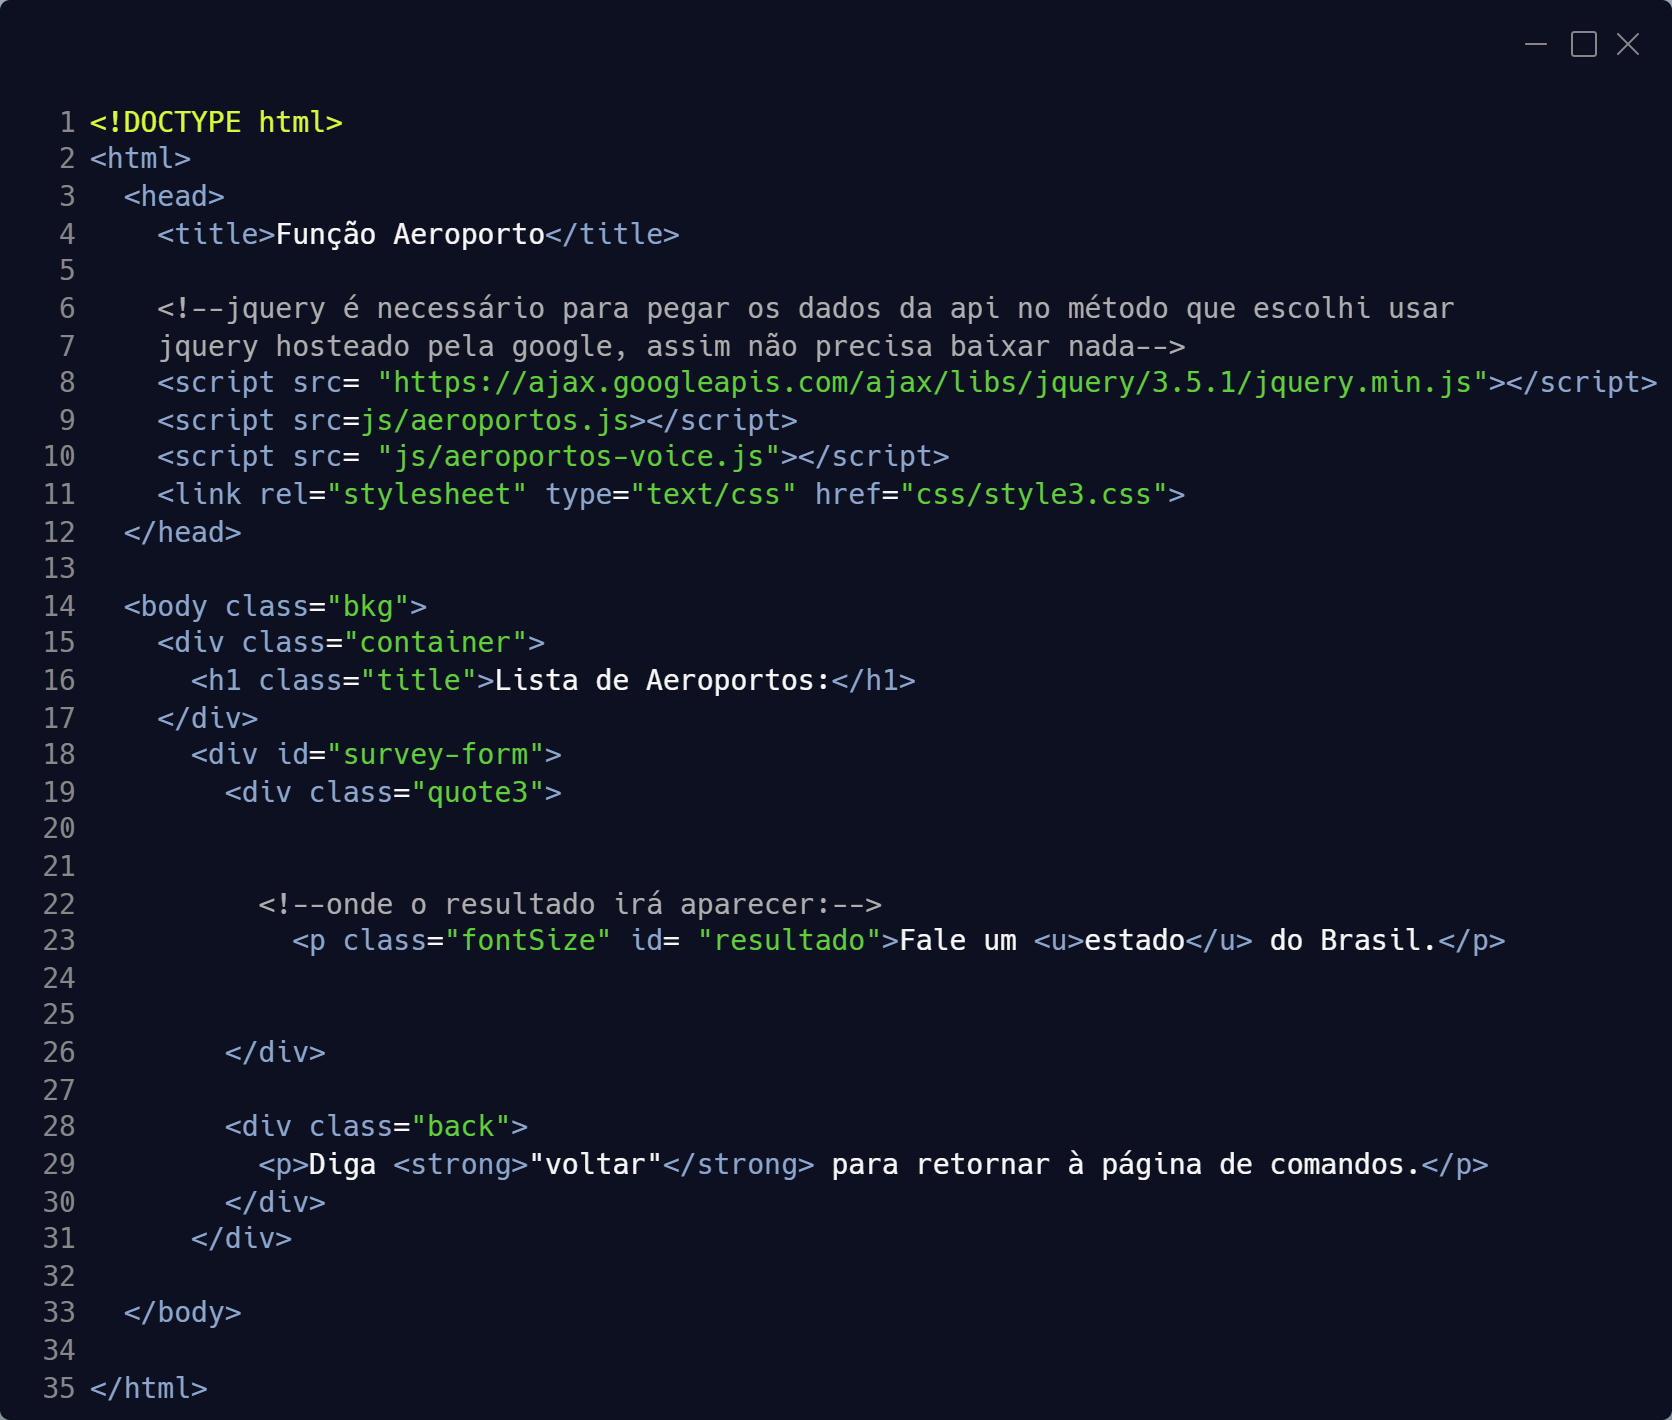 1 <!DOCTYPE html>
2 <html>
3   <head>
4     <title>Função Aeroporto</title>
5
6     <!--jquery é necessário para pegar os dados da api no método que escolhi usar
7     jquery hosteado pela google, assim não precisa baixar nada-->
8     <script src= "https://ajax.googleapis.com/ajax/libs/jquery/3.5.1/jquery.min.js"></script>
9     <script src=js/aeroportos.js></script>
10     <script src= "js/aeroportos-voice.js"></script>
11     <link rel="stylesheet" type="text/css" href="css/style3.css">
12   </head>
13
14   <body class="bkg">
15     <div class="container">
16       <h1 class="title">Lista de Aeroportos:</h1>
17     </div>
18       <div id="survey-form">
19         <div class="quote3">
20
21
22           <!--onde o resultado irá aparecer:-->
23             <p class="fontSize" id= "resultado">Fale um <u>estado</u> do Brasil.</p>
24
25
26         </div>
27
28         <div class="back">
29           <p>Diga <strong>"voltar"</strong> para retornar à página de comandos.</p>
30         </div>
31       </div>
32
33   </body>
34
35 </html>